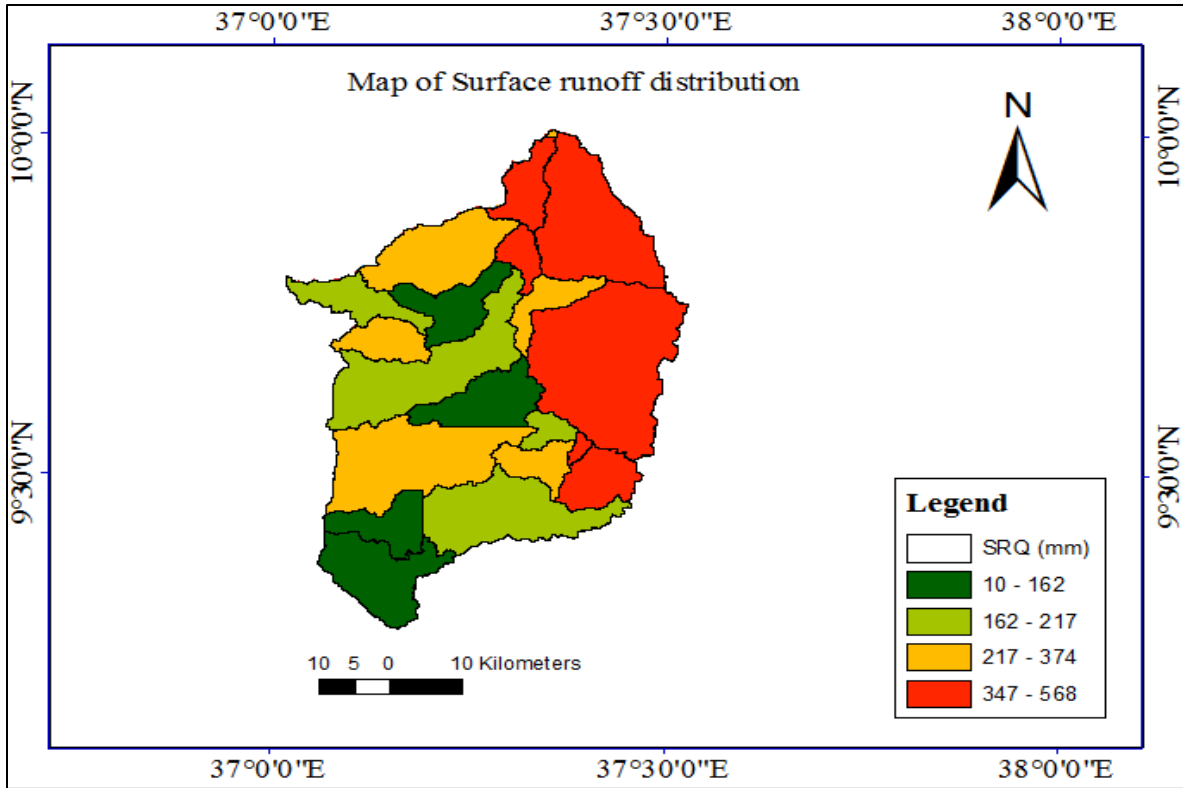 37°0'0"E 37°30'0"E 38°0'0"E
Map of Surface runoff distribution
N
10°0'0"N 10°0'0"N
9°30'0"N 9°30'0"N
Legend
SRQ (mm)
10 - 162
162 - 217
217 - 374
347 - 568
10 5 0 10 Kilometers
37°0'0"E 37°30'0"E 38°0'0"E